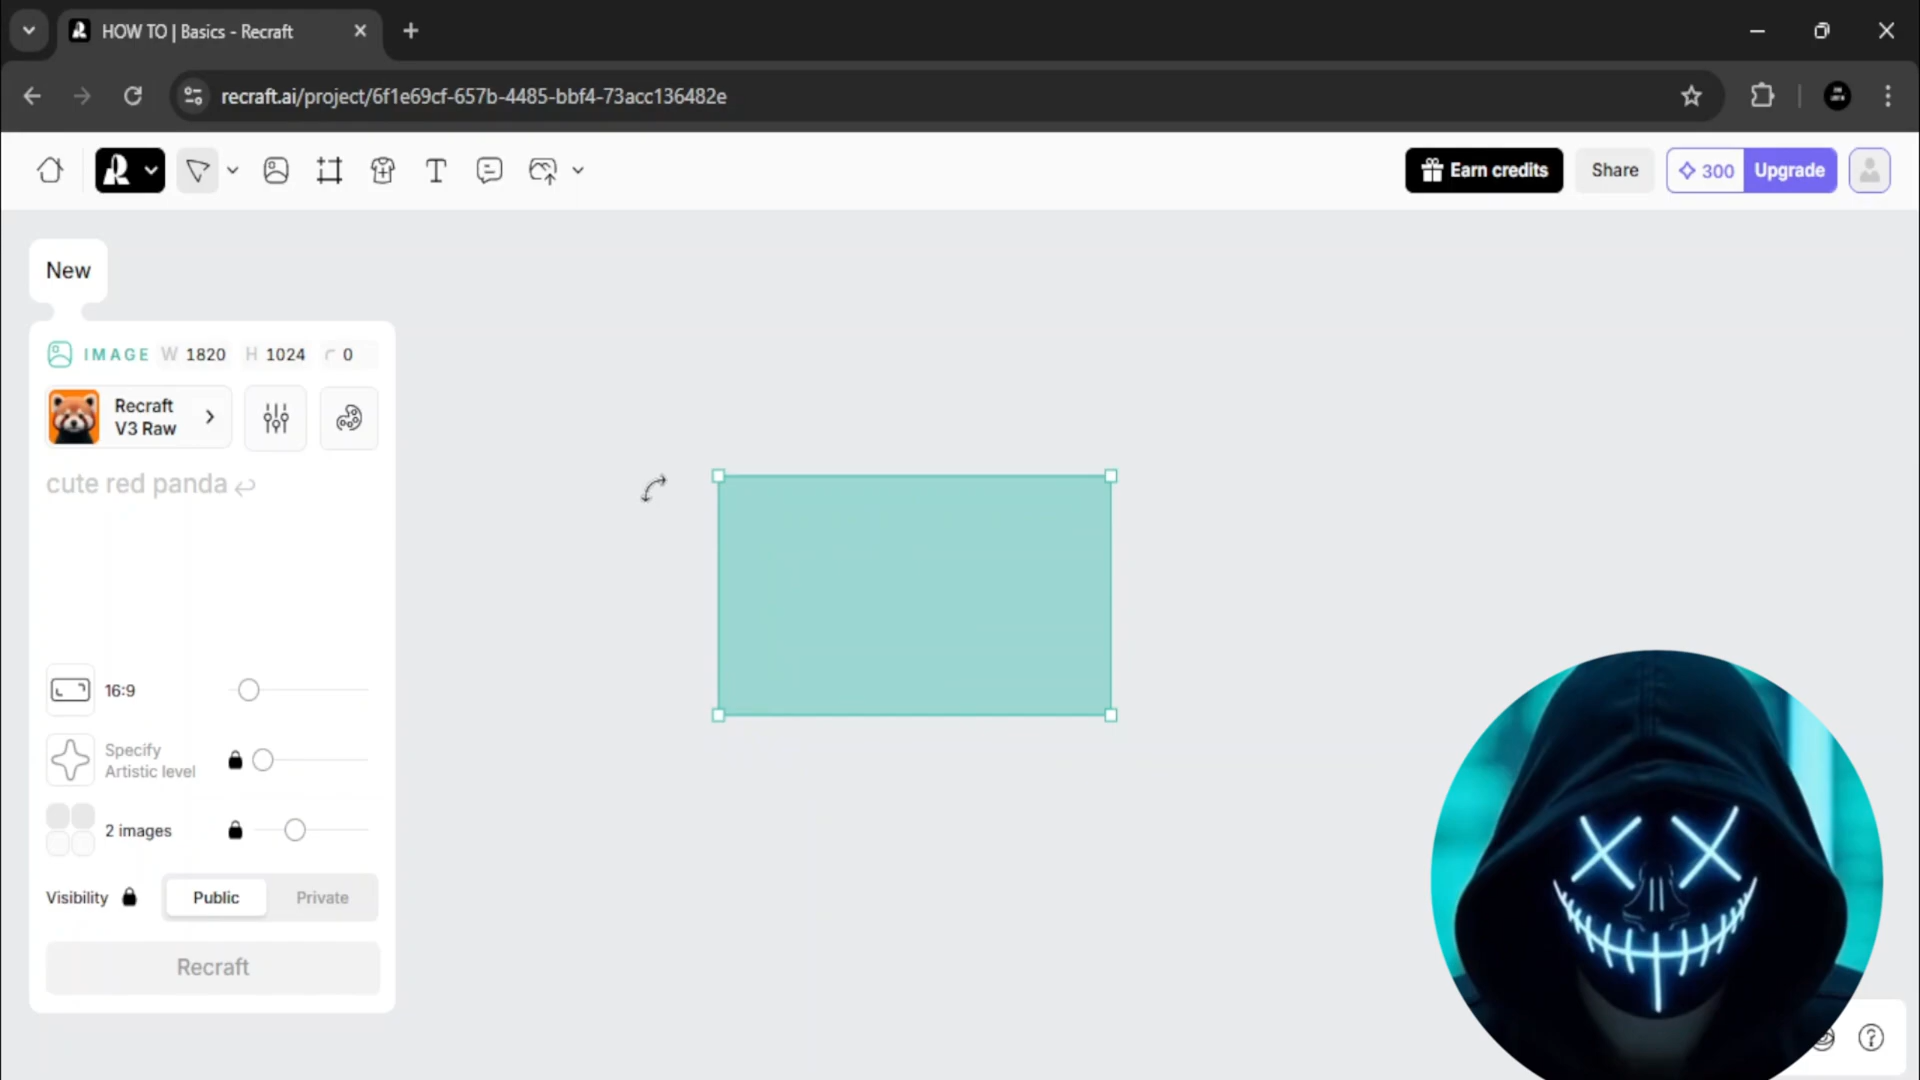 HOW TO | Basics - Recraft
recraft.ai/project/6f1e69cf-657b-4485-bbf4-73acc136482e
Earn credits
Share
300
Upgrade
New
IMAGE W 1820 H 1024 0
Recraft
V3 Raw
cute red panda
16:9
Specify
Artistic level
2 images
Visibility
Public
Private
Recraft